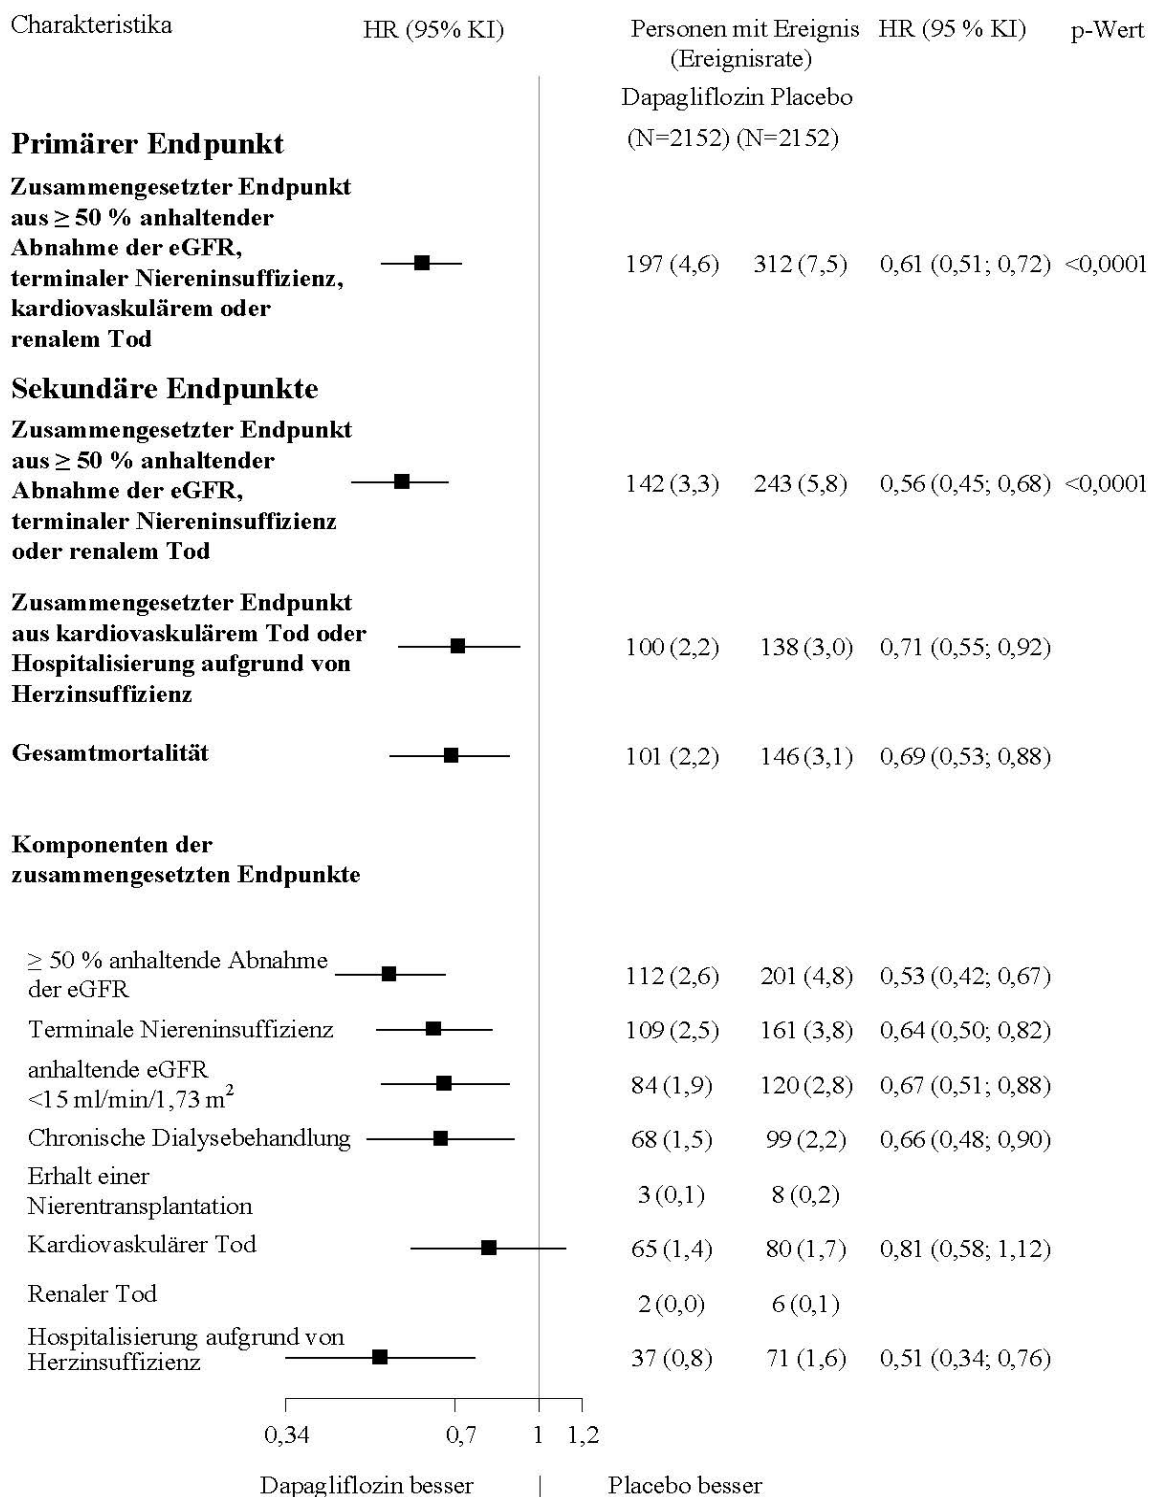 Charakteristika HR (95% KI) Personen mit Ereignis HR (95 % KI) p-Wert
(Ereignisrate)
Dapagliflozin Placebo
Primärer Endpunkt (N=2152) (N=2152)
Zusammengesetzter Endpunkt
aus ≥ 50 % anhaltender
Abnahme der eGFR,
terminaler Niereninsuffizienz, 197 (4,6) 312 (7,5) 0,61 (0,51; 0,72) <0,0001
kardiovaskulärem oder
renalem Tod
Sekundäre Endpunkte
Zusammengesetzter Endpunkt
aus ≥ 50 % anhaltender
Abnahme der eGFR, 142 (3,3) 243 (5,8) 0,56 (0,45; 0,68) <0,0001
terminaler Niereninsuffizienz
oder renalem Tod
Zusammengesetzter Endpunkt
aus kardiovaskulärem Tod oder 100 (2,2) 138 (3,0) 0,71 (0,55; 0,92)
Hospitalisierung aufgrund von
Herzinsuffizienz
Gesamtmortalität 101 (2,2) 146 (3,1) 0,69 (0,53; 0,88)
Komponenten der
zusammengesetzten Endpunkte
≥ 50 % anhaltende Abnahme 112 (2,6) 201 (4,8) 0,53 (0,42; 0,67)
der eGFR
Terminale Niereninsuffizienz 109 (2,5) 161 (3,8) 0,64 (0,50; 0,82)
anhaltende eGFR 84 (1,9) 120 (2,8) 0,67 (0,51; 0,88)
<15 ml/min/1,73 m²
Chronische Dialysebehandlung 68 (1,5) 99 (2,2) 0,66 (0,48; 0,90)
Erhalt einer 3 (0,1) 8 (0,2)
Nierentransplantation
Kardiovaskulärer Tod 65 (1,4) 80 (1,7) 0,81 (0,58; 1,12)
Renaler Tod 2 (0,0) 6 (0,1)
Hospitalisierung aufgrund von
Herzinsuffizienz 37 (0,8) 71 (1,6) 0,51 (0,34; 0,76)
0,34 0,7 1 1,2
Dapagliflozin besser | Placebo besser